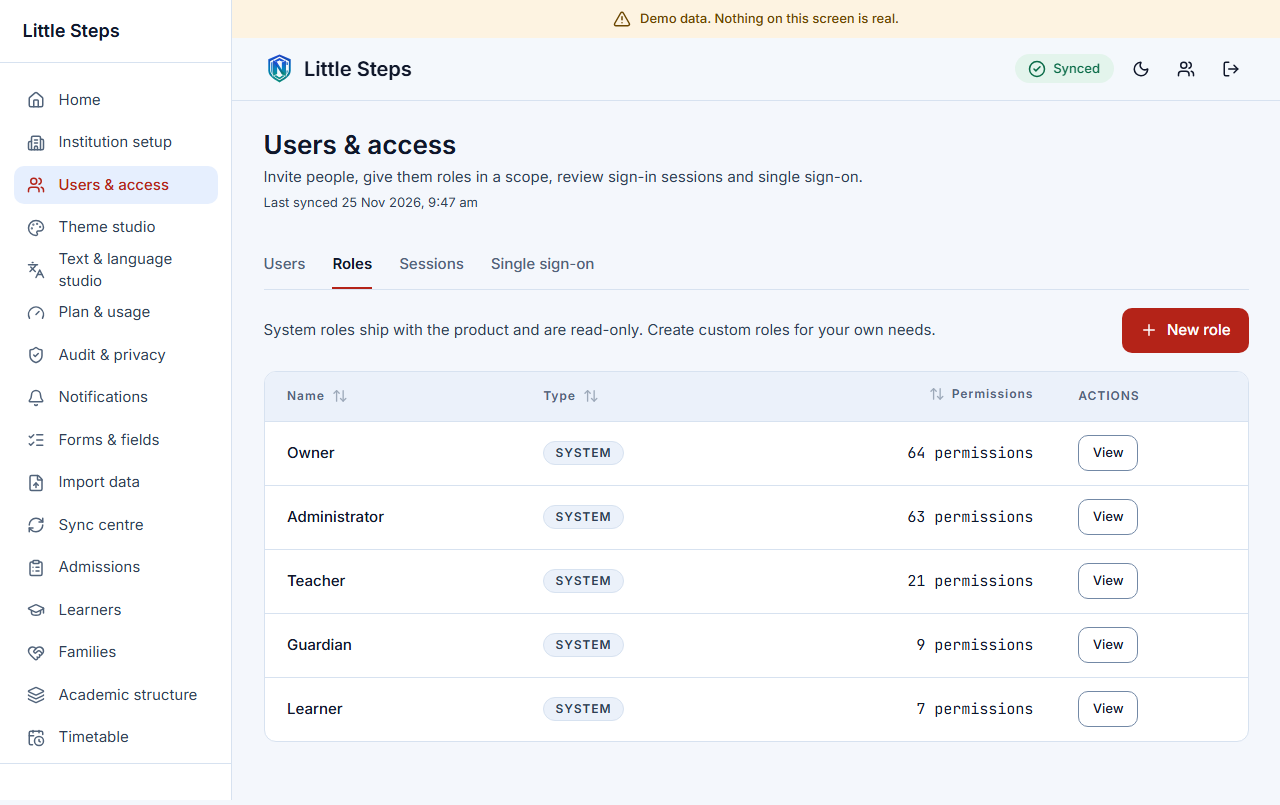 Little Steps
Home
Institution setup
Users & access
Theme studio
Text & language
studio
Plan & usage
Audit & privacy
Notifications
Forms & fields
Import data
Sync centre
Admissions
Learners
Families
Academic structure
Timetable
Demo data. Nothing on this screen is real.
Little Steps
Synced
Users & access
Invite people, give them roles in a scope, review sign-in sessions and single sign-on.
Last synced 25 Nov 2026, 9:47 am
Users Roles Sessions Single sign-on
System roles ship with the product and are read-only. Create custom roles for your own needs.
New role
Name Type Permissions ACTIONS
Owner SYSTEM 64 permissions View
Administrator SYSTEM 63 permissions View
Teacher SYSTEM 21 permissions View
Guardian SYSTEM 9 permissions View
Learner SYSTEM 7 permissions View